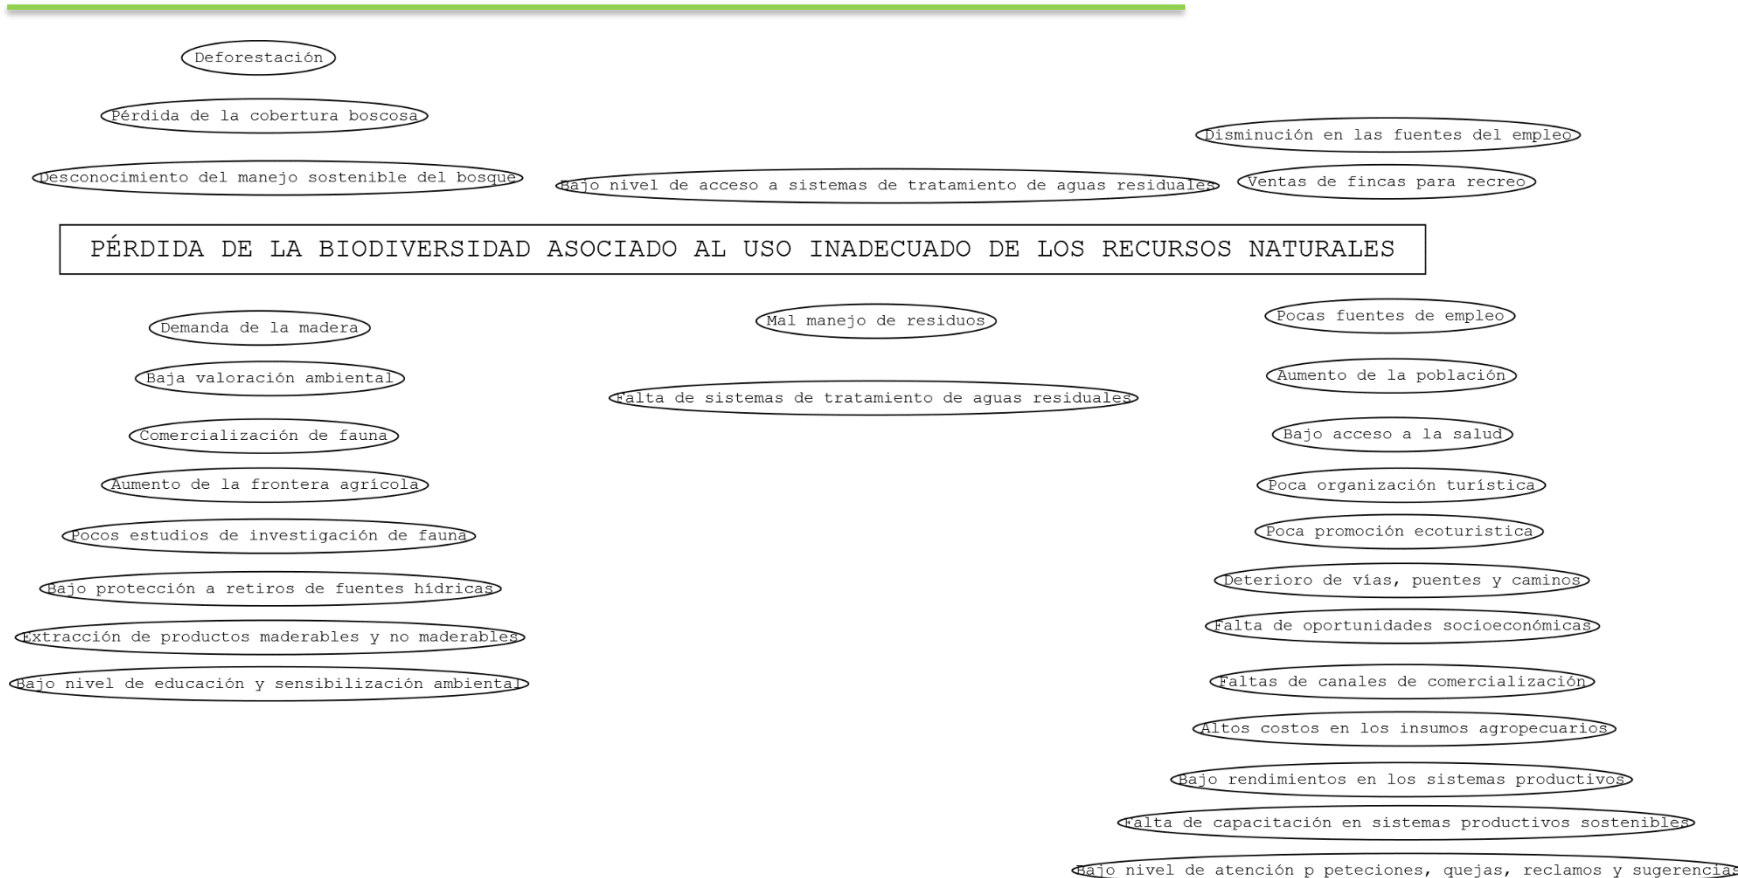 Deforestación
Pérdida de la cobertura boscosa
Desconocimiento del manejo sostenible del bosque
Bajo nivel de acceso a sistemas de tratamiento de aguas residuales
Disminución en las fuentes del empleo
Ventas de fincas para recreo
PÉRDIDA DE LA BIODIVERSIDAD ASOCIADO AL USO INADECUADO DE LOS RECURSOS NATURALES
Demanda de la madera
Baja valoración ambiental
Comercialización de fauna
Aumento de la frontera agrícola
Pocos estudios de investigación de fauna
Bajo protección a retiros de fuentes hídricas
Extracción de productos maderables y no maderables
Bajo nivel de educación y sensibilización ambiental
Mal manejo de residuos
Falta de sistemas de tratamiento de aguas residuales
Pocas fuentes de empleo
Aumento de la población
Bajo acceso a la salud
Poca organización turística
Poca promoción ecoturistica
Deterioro de vías, puentes y caminos
Falta de oportunidades socioeconómicas
Faltas de canales de comercialización
Altos costos en los insumos agropecuarios
Bajo rendimientos en los sistemas productivos
Falta de capacitación en sistemas productivos sostenibles
Bajo nivel de atención p peteciones, quejas, reclamos y sugerencias